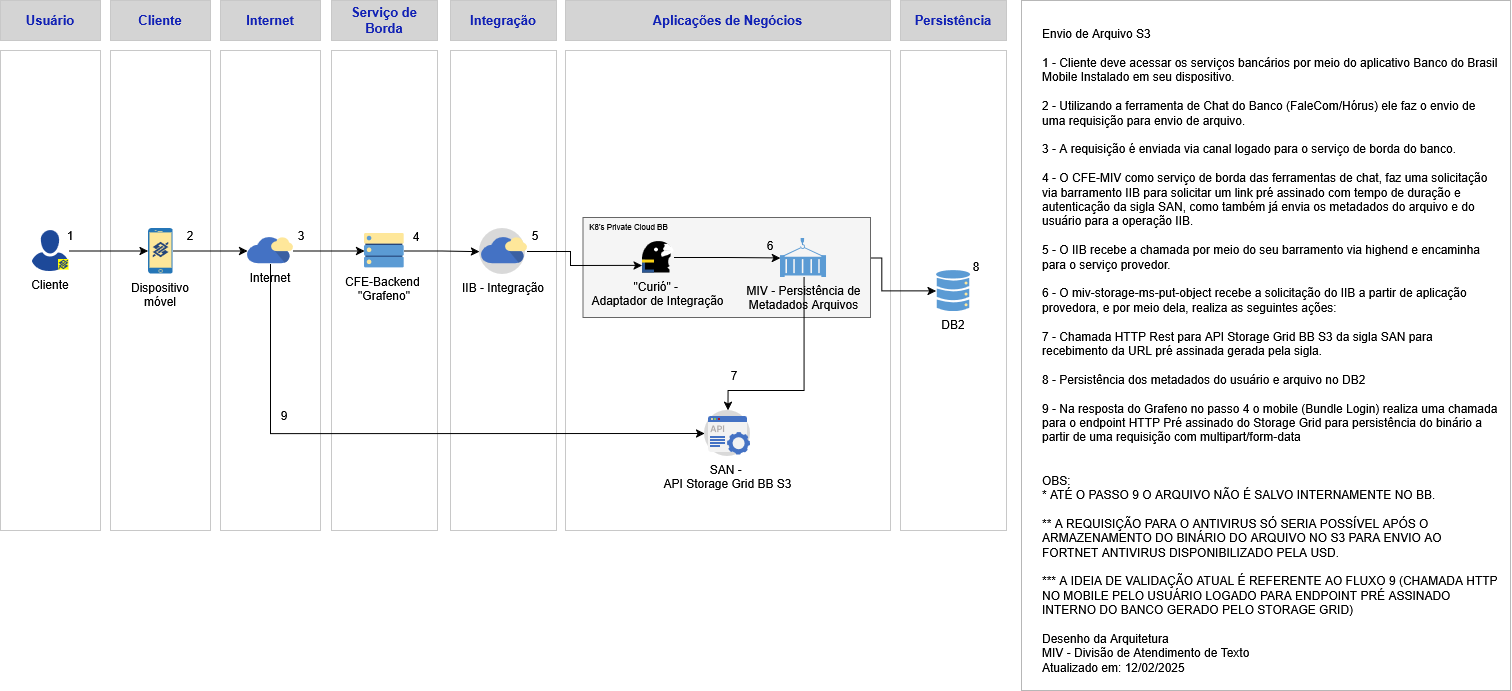 Usuário
Cliente
Internet
Serviço de
Borda
Integração
Aplicações de Negócios
Persistência
1
2
3
4
5
6
7
8
9
Cliente
Dispositivo
móvel
Internet
CFE-Backend
"Grafeno"
IIB - Integração
K8's Private Cloud BB
"Curió" -
Adaptador de Integração
MIV - Persistência de
Metadados Arquivos
DB2
API
SAN -
API Storage Grid BB S3
Envio de Arquivo S3
1 - Cliente deve acessar os serviços bancários por meio do aplicativo Banco do Brasil
Mobile Instalado em seu dispositivo.
2 - Utilizando a ferramenta de Chat do Banco (FaleCom/Hórus) ele faz o envio de
uma requisição para envio de arquivo.
3 - A requisição é enviada via canal logado para o serviço de borda do banco.
4 - O CFE-MIV como serviço de borda das ferramentas de chat, faz uma solicitação
via barramento IIB para solicitar um link pré assinado com tempo de duração e
autenticação da sigla SAN, como também já envia os metadados do arquivo e do
usuário para a operação IIB.
5 - O IIB recebe a chamada por meio do seu barramento via highend e encaminha
para o serviço provedor.
6 - O miv-storage-ms-put-object recebe a solicitação do IIB a partir de aplicação
provedora, e por meio dela, realiza as seguintes ações:
7 - Chamada HTTP Rest para API Storage Grid BB S3 da sigla SAN para
recebimento da URL pré assinada gerada pela sigla.
8 - Persistência dos metadados do usuário e arquivo no DB2
9 - Na resposta do Grafeno no passo 4 o mobile (Bundle Login) realiza uma chamada
para o endpoint HTTP Pré assinado do Storage Grid para persistência do binário a
partir de uma requisição com multipart/form-data
OBS:
* ATÉ O PASSO 9 O ARQUIVO NÃO É SALVO INTERNAMENTE NO BB.
** A REQUISIÇÃO PARA O ANTIVIRUS SÓ SERIA POSSÍVEL APÓS O
ARMAZENAMENTO DO BINÁRIO DO ARQUIVO NO S3 PARA ENVIO AO
FORTNET ANTIVIRUS DISPONIBILIZADO PELA USD.
*** A IDEIA DE VALIDAÇÃO ATUAL É REFERENTE AO FLUXO 9 (CHAMADA HTTP
NO MOBILE PELO USUÁRIO LOGADO PARA ENDPOINT PRÉ ASSINADO
INTERNO DO BANCO GERADO PELO STORAGE GRID)
Desenho da Arquitetura
MIV - Divisão de Atendimento de Texto
Atualizado em: 12/02/2025